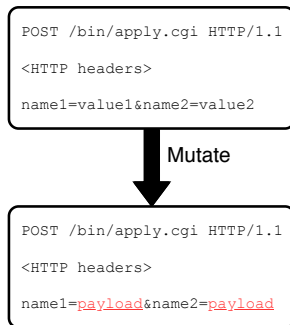 POST /bin/apply.cgi HTTP/1.1
<HTTP headers>
name1=value1&name2=value2
Mutate
POST /bin/apply.cgi HTTP/1.1
<HTTP headers>
name1=payload&name2=payload